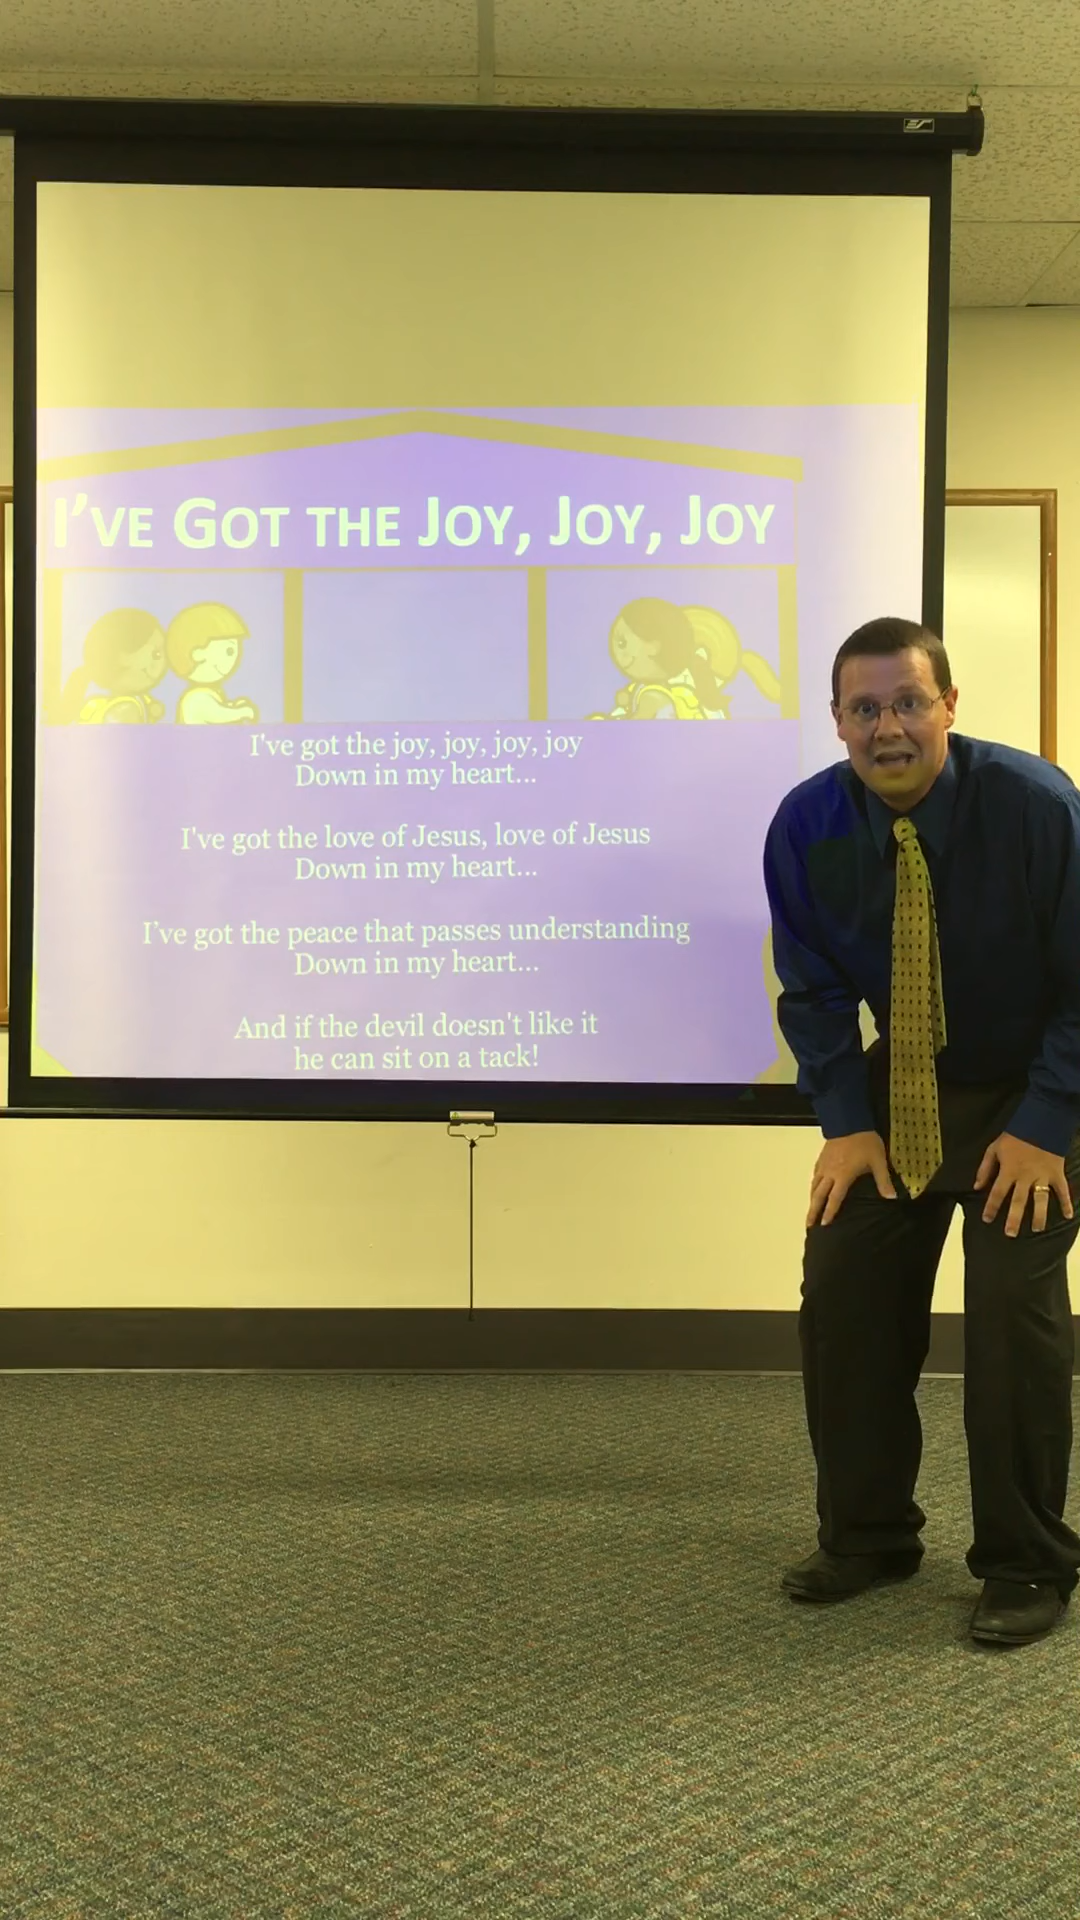 I'VE GOT THE JOY, JOY, JOY
I've got the joy, joy, joy, joy
Down in my heart...
I've got the love of Jesus, love of Jesus
Down in my heart...
I've got the peace that passes understanding
Down in my heart...
And if the devil doesn't like it
he can sit on a tack!